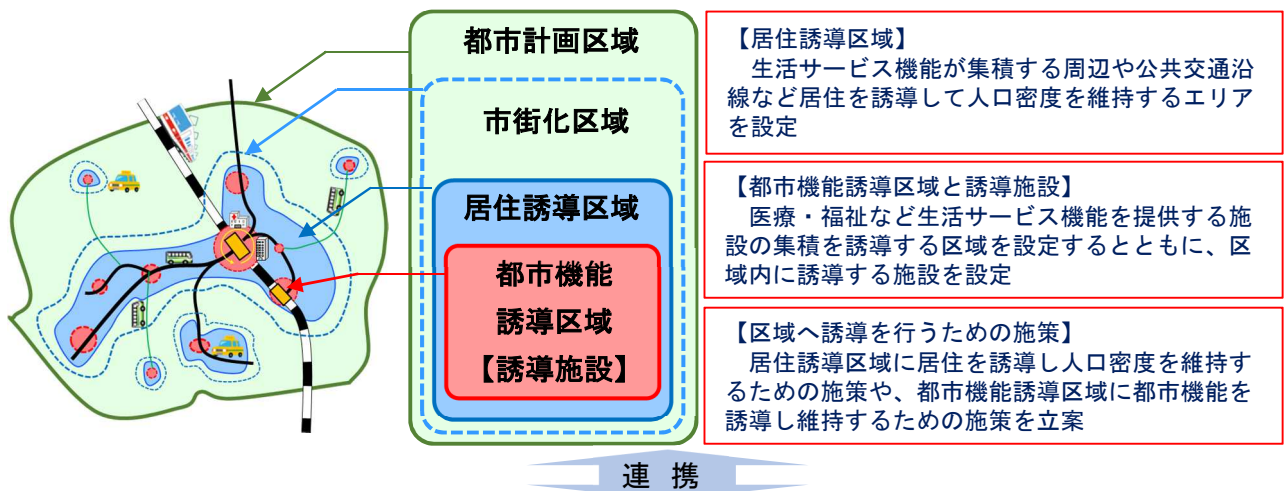 都市計画区域
市街化区域
居住誘導区域
都市機能
誘導区域
【誘導施設】
【居住誘導区域】
生活サービス機能が集積する周辺や公共交通沿
線など居住を誘導して人口密度を維持するエリア
を設定
【都市機能誘導区域と誘導施設】
医療・福祉など生活サービス機能を提供する施
設の集積を誘導する区域を設定するとともに、区
域内に誘導する施設を設定
【区域へ誘導を行うための施策】
居住誘導区域に居住を誘導し人口密度を維持す
るための施策や、都市機能誘導区域に都市機能を
誘導し維持するための施策を立案
連 携